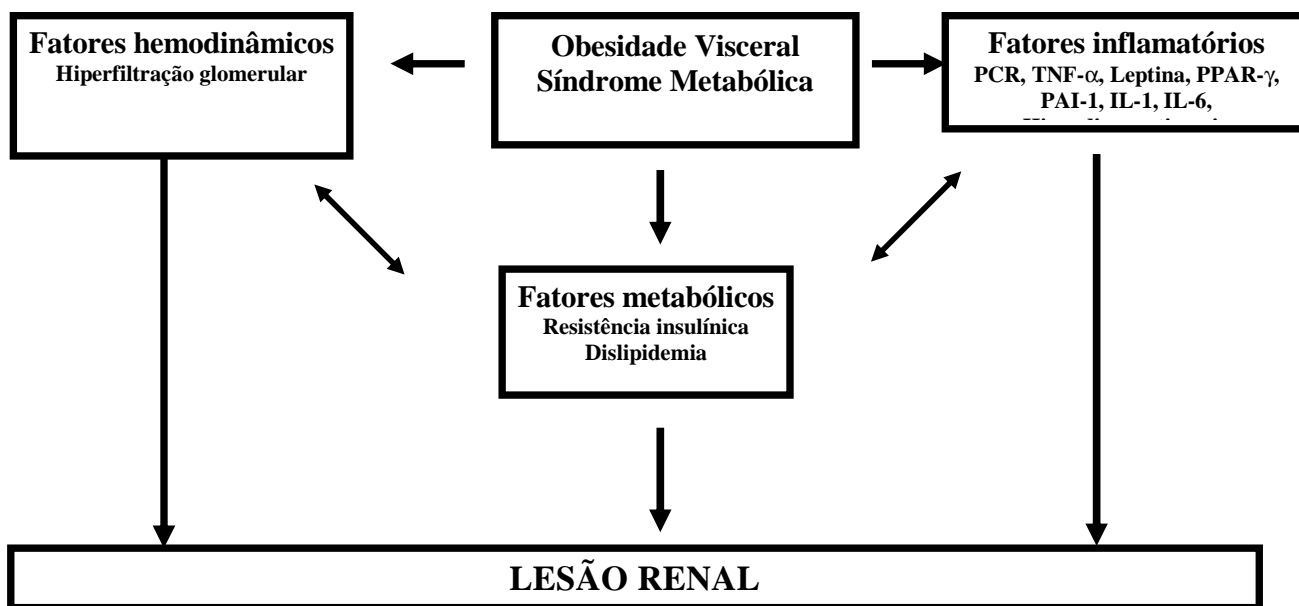 Fatores hemodinâmicos
Hiperfiltração glomerular
Obesidade Visceral
Síndrome Metabólica
Fatores inflamatórios
PCR, TNF-α, Leptina, PPAR-γ,
PAI-1, IL-1, IL-6,
Fatores metabólicos
Resistência insulínica
Dislipidemia
LESÃO RENAL